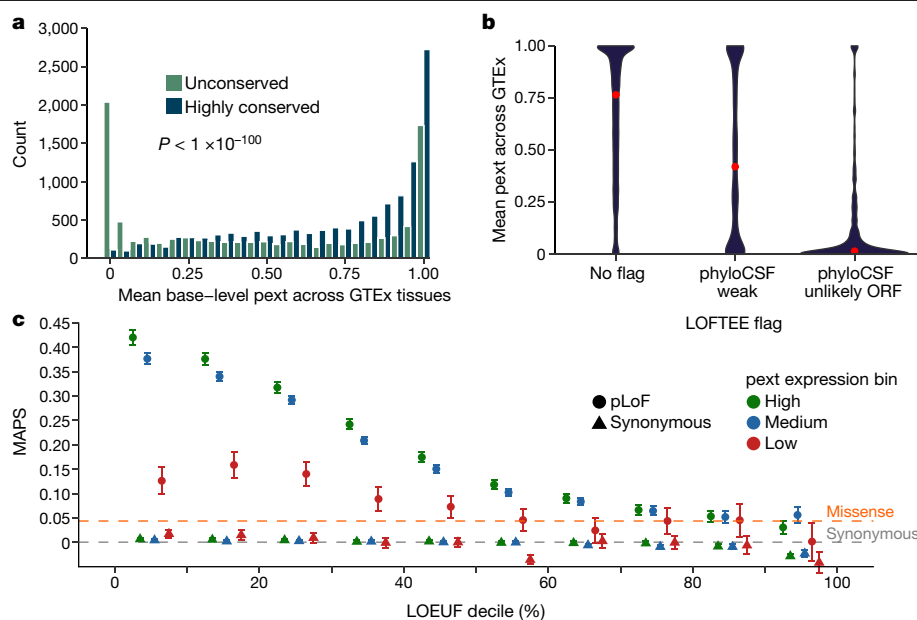 a
3,000
2,500
2,000
1,500
1,000
500
0
Count
Unconserved
Highly conserved
P < 1 ×10⁻¹⁰⁰
0
0.25
0.50
0.75
1.00
Mean base–level pext across GTEx tissues
b
1.00
0.75
0.25
0
Mean pext across GTEx
No flag
phyloCSF
weak
phyloCSF
unlikely ORF
LOFTEE flag
c
0.45
0.40
0.35
0.30
0.25
0.20
0.15
0.10
0.05
0
MAPS
pLoF
Synonymous
pext expression bin
High
Medium
Low
Missense
Synonymous
0
20
40
60
80
100
LOEUF decile (%)